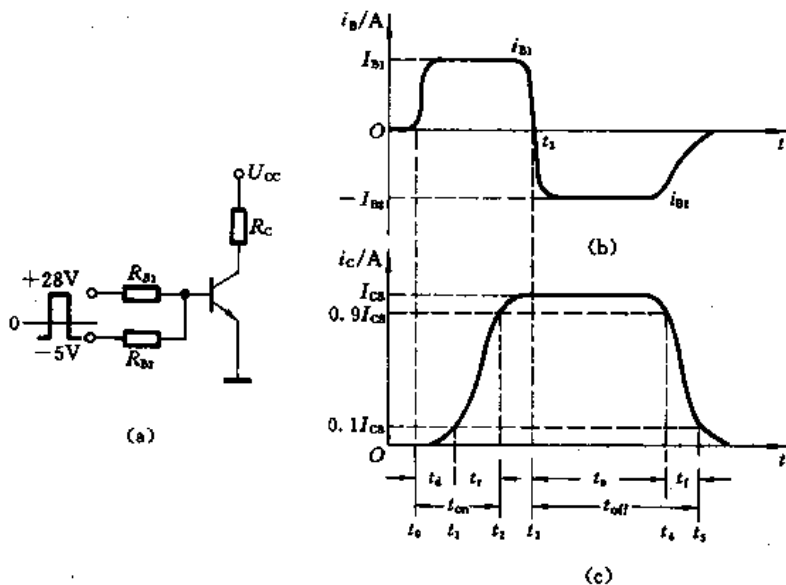 U_CC
R_C
+28V
R_B1
0
-5V
R_B2
(a)
i_B/A
I_B1
i_B1
O
t_3
t
-I_B2
i_B2
(b)
i_C/A
I_CS
0.9I_CS
0.1I_CS
O
t
t_d
t_r
t_s
t_f
t_on
t_off
t_0
t_1
t_2
t_3
t_4
t_5
(c)